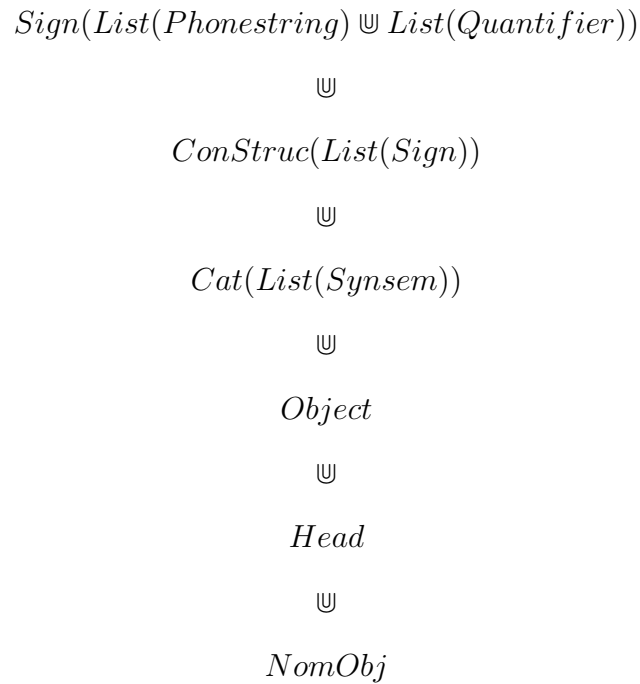 Sign(List(Phonestring) ⋓ List(Quantifier))
⋓
ConStruc(List(Sign))
⋓
Cat(List(Synsem))
⋓
Object
⋓
Head
⋓
NomObj